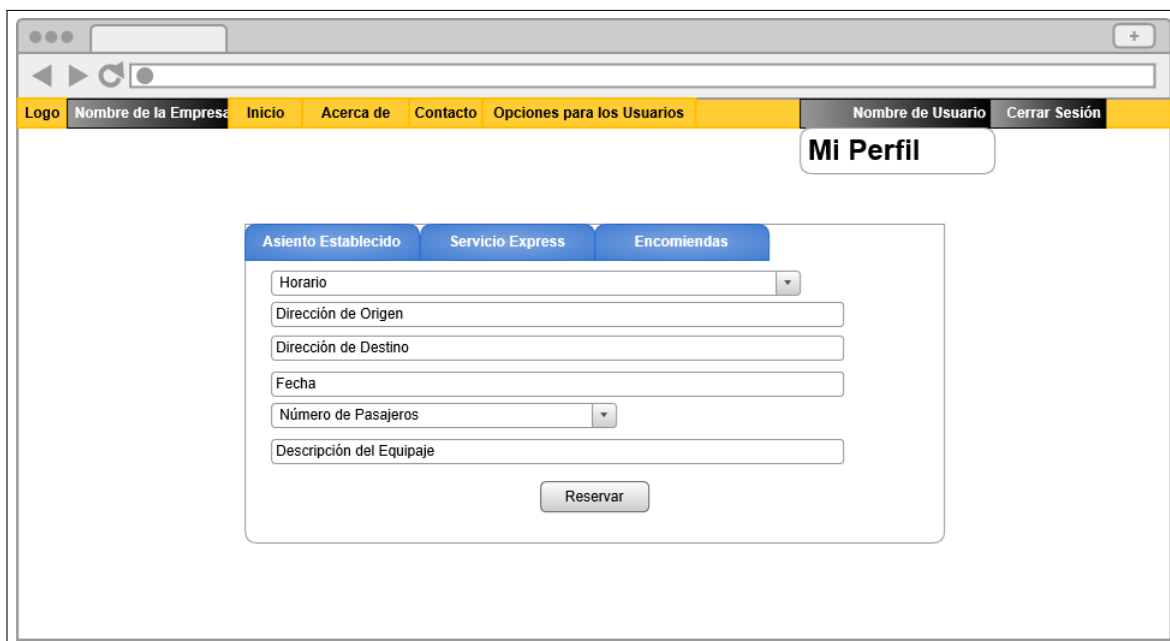 Logo Nombre de la Empresa Inicio Acerca de Contacto Opciones para los Usuarios Nombre de Usuario Cerrar Sesión
Mi Perfil
Asiento Establecido Servicio Express Encomiendas
Horario
Dirección de Origen
Dirección de Destino
Fecha
Número de Pasajeros
Descripción del Equipaje
Reservar